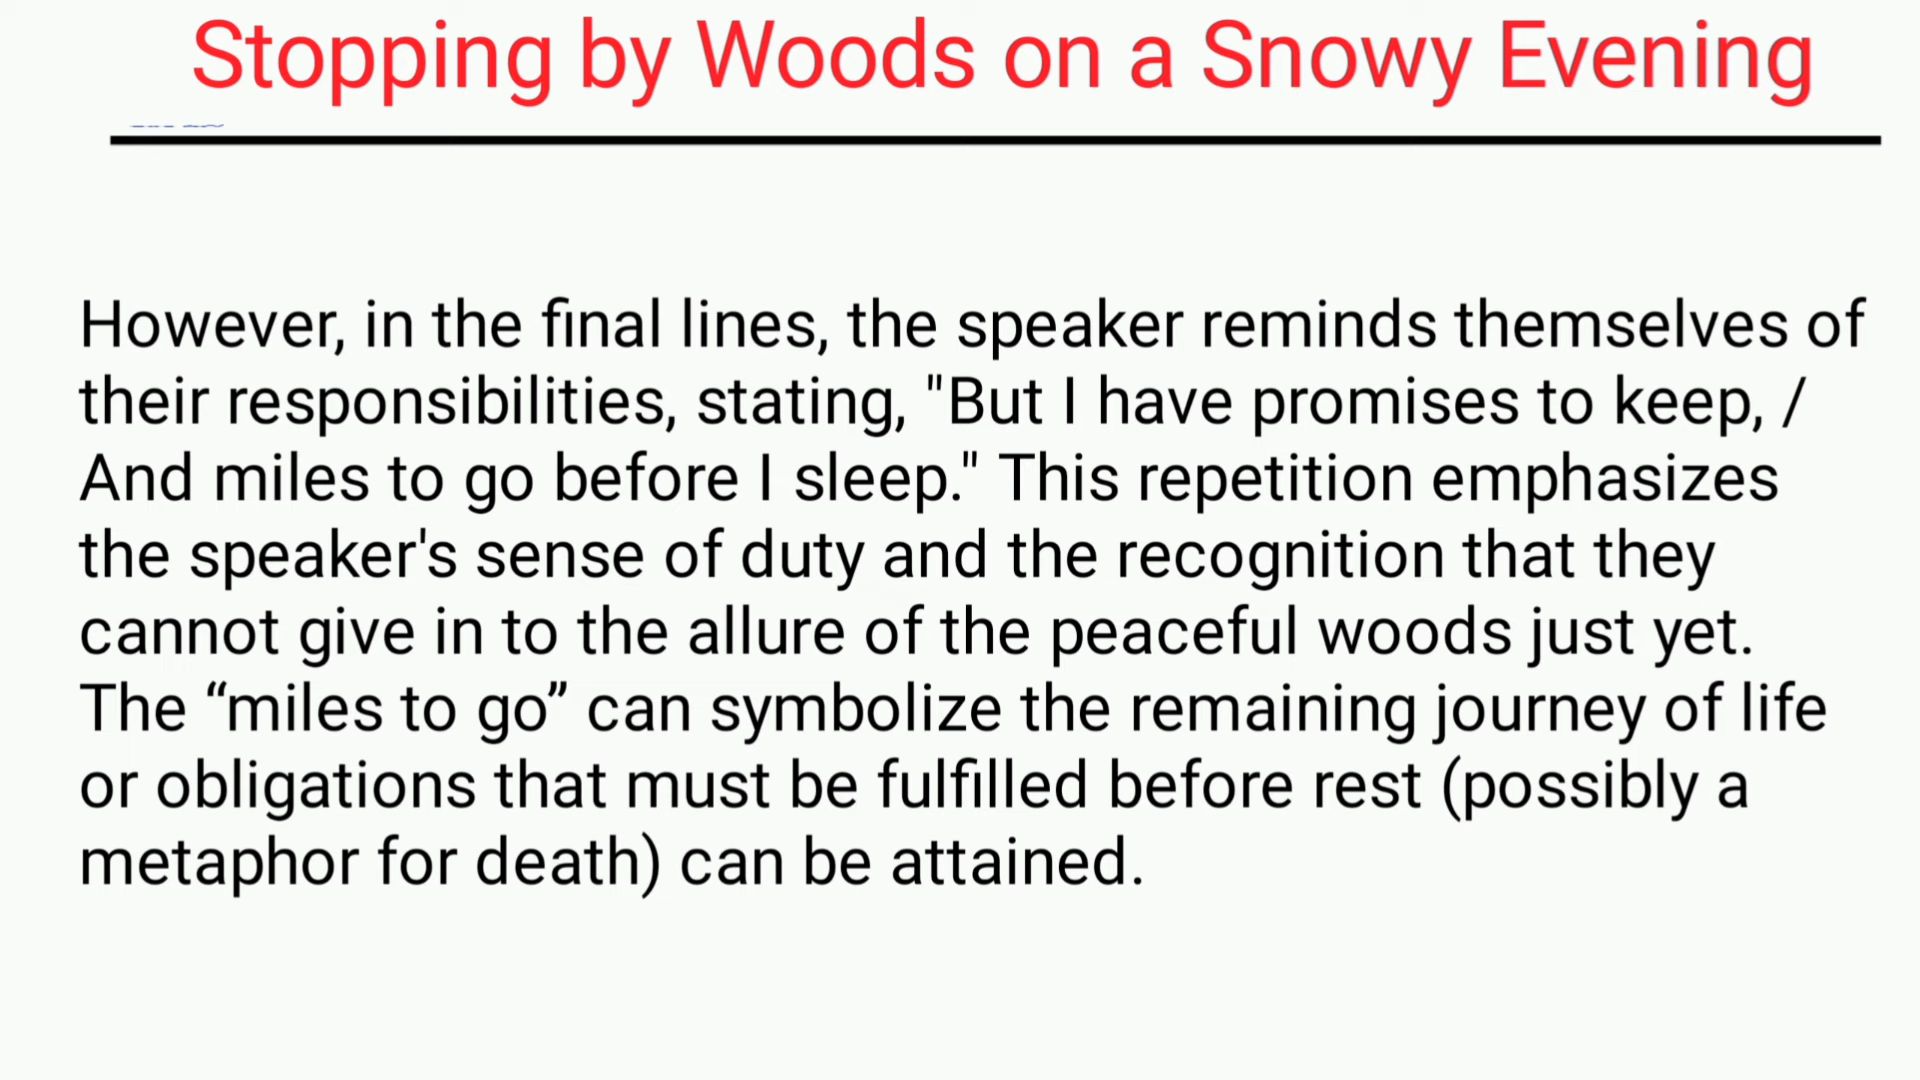 Stopping by Woods on a Snowy Evening
However, in the final lines, the speaker reminds themselves of
their responsibilities, stating, "But I have promises to keep, /
And miles to go before I sleep." This repetition emphasizes
the speaker's sense of duty and the recognition that they
cannot give in to the allure of the peaceful woods just yet.
The “miles to go” can symbolize the remaining journey of life
or obligations that must be fulfilled before rest (possibly a
metaphor for death) can be attained.